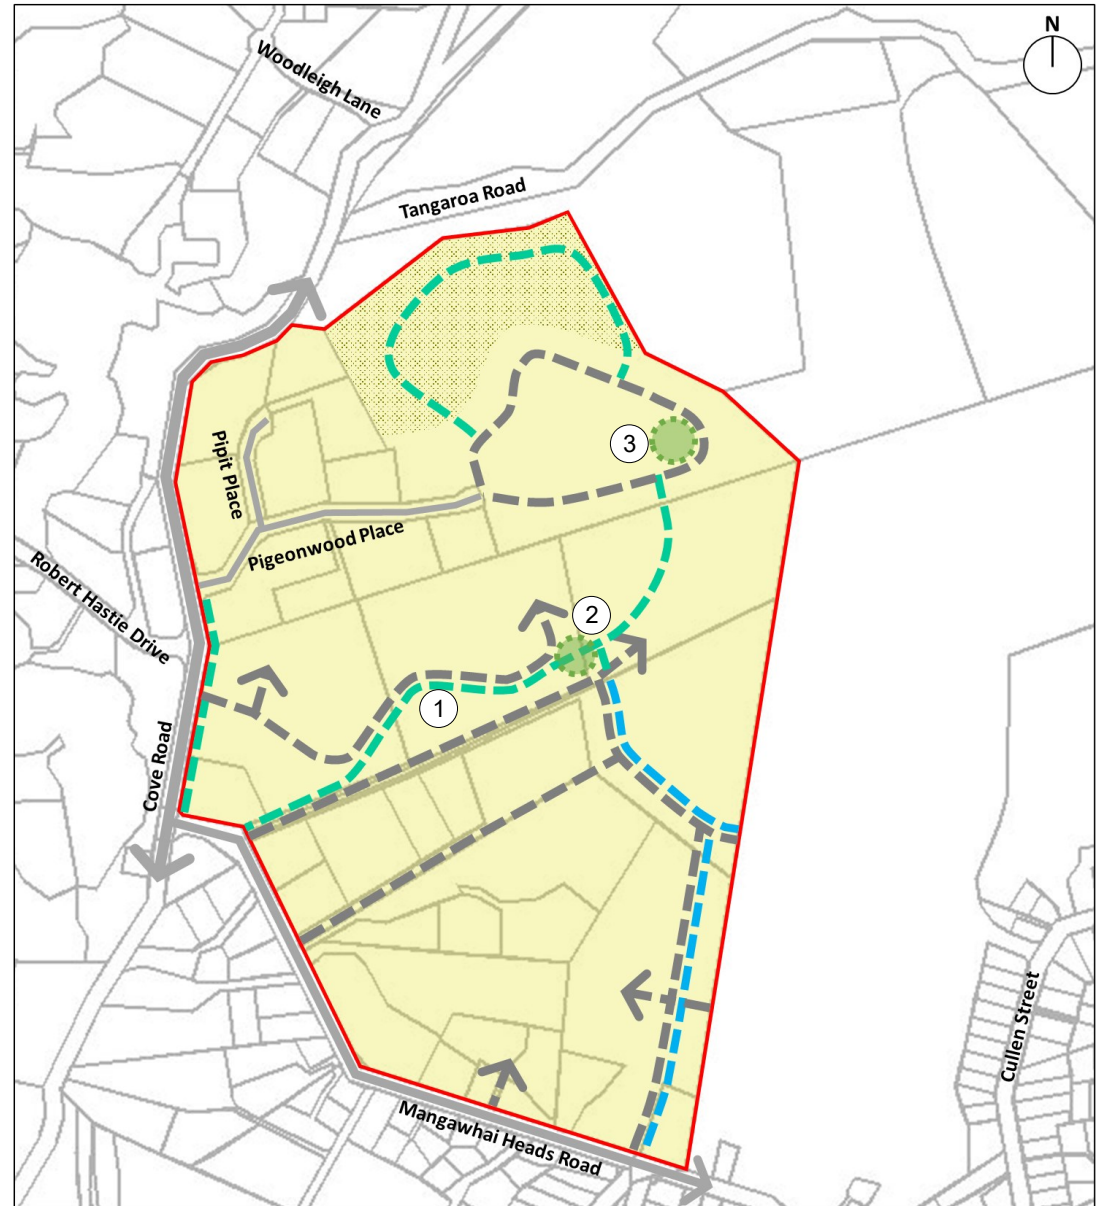 N
Woodleigh Lane
Tangaroa Road
3
Pipit Place
Pigeonwood Place
Robert Hastie Drive
2
1
Cove Road
Cullen Street
Mangawhai Heads Road